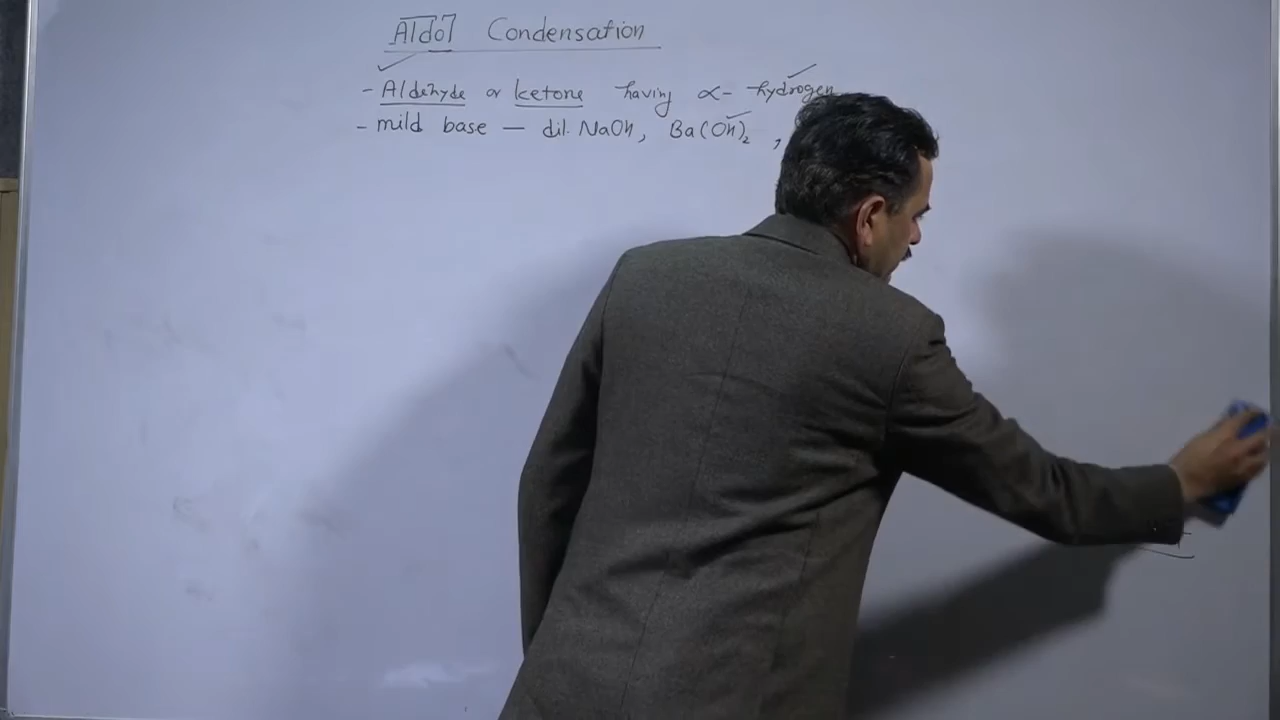 Aldol Condensation
- Aldehyde or ketone having α- hydrogen
- mild base — dil. NaOH, Ba(OH)₂ ,